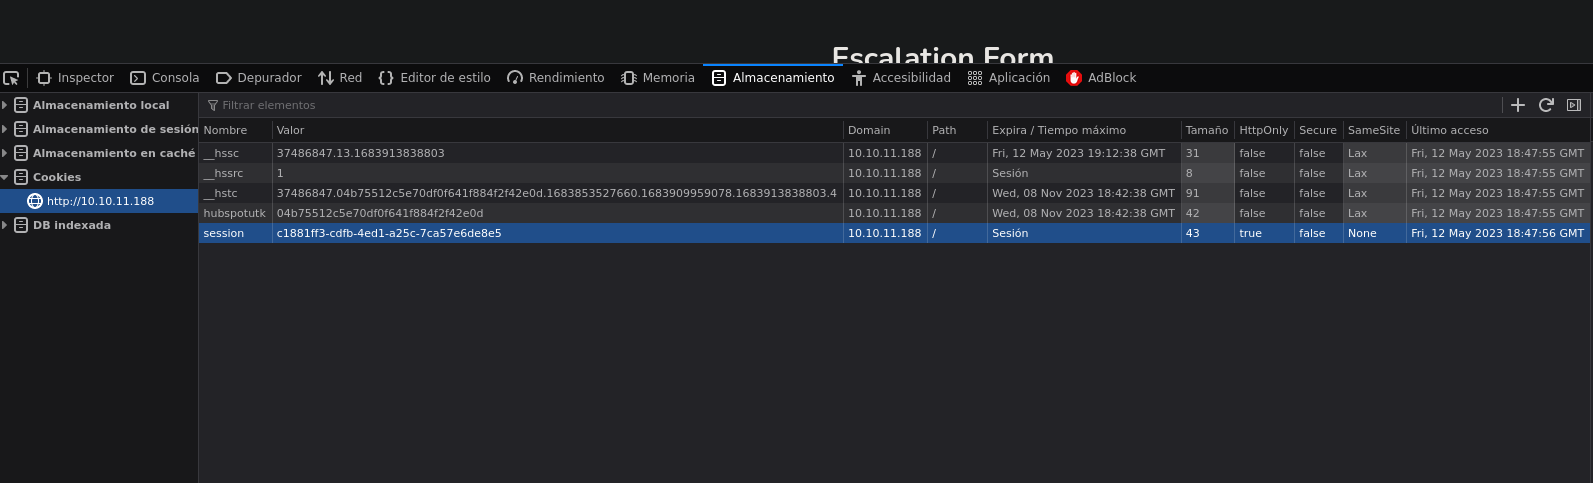 Escalation Form
Inspector Consola Depurador Red Editor de estilo Rendimiento Memoria Almacenamiento Accesibilidad Aplicación AdBlock
Almacenamiento local
Almacenamiento de sesión
Almacenamiento en caché
Cookies
http://10.10.11.188
DB indexada
Filtrar elementos
Nombre Valor Domain Path Expira / Tiempo máximo Tamaño HttpOnly Secure SameSite Último acceso
__hssc 37486847.13.1683913838803 10.10.11.188 / Fri, 12 May 2023 19:12:38 GMT 31 false false Lax Fri, 12 May 2023 18:47:55 GMT
__hssrc 1 10.10.11.188 / Sesión 8 false false Lax Fri, 12 May 2023 18:47:55 GMT
__hstc 37486847.04b75512c5e70df0f641f884f2f42e0d.1683853527660.1683909959078.1683913838803.4 10.10.11.188 / Wed, 08 Nov 2023 18:42:38 GMT 91 false false Lax Fri, 12 May 2023 18:47:55 GMT
hubspotutk 04b75512c5e70df0f641f884f2f42e0d 10.10.11.188 / Wed, 08 Nov 2023 18:42:38 GMT 42 false false Lax Fri, 12 May 2023 18:47:55 GMT
session c1881ff3-cdfb-4ed1-a25c-7ca57e6de8e5 10.10.11.188 / Sesión 43 true false None Fri, 12 May 2023 18:47:56 GMT